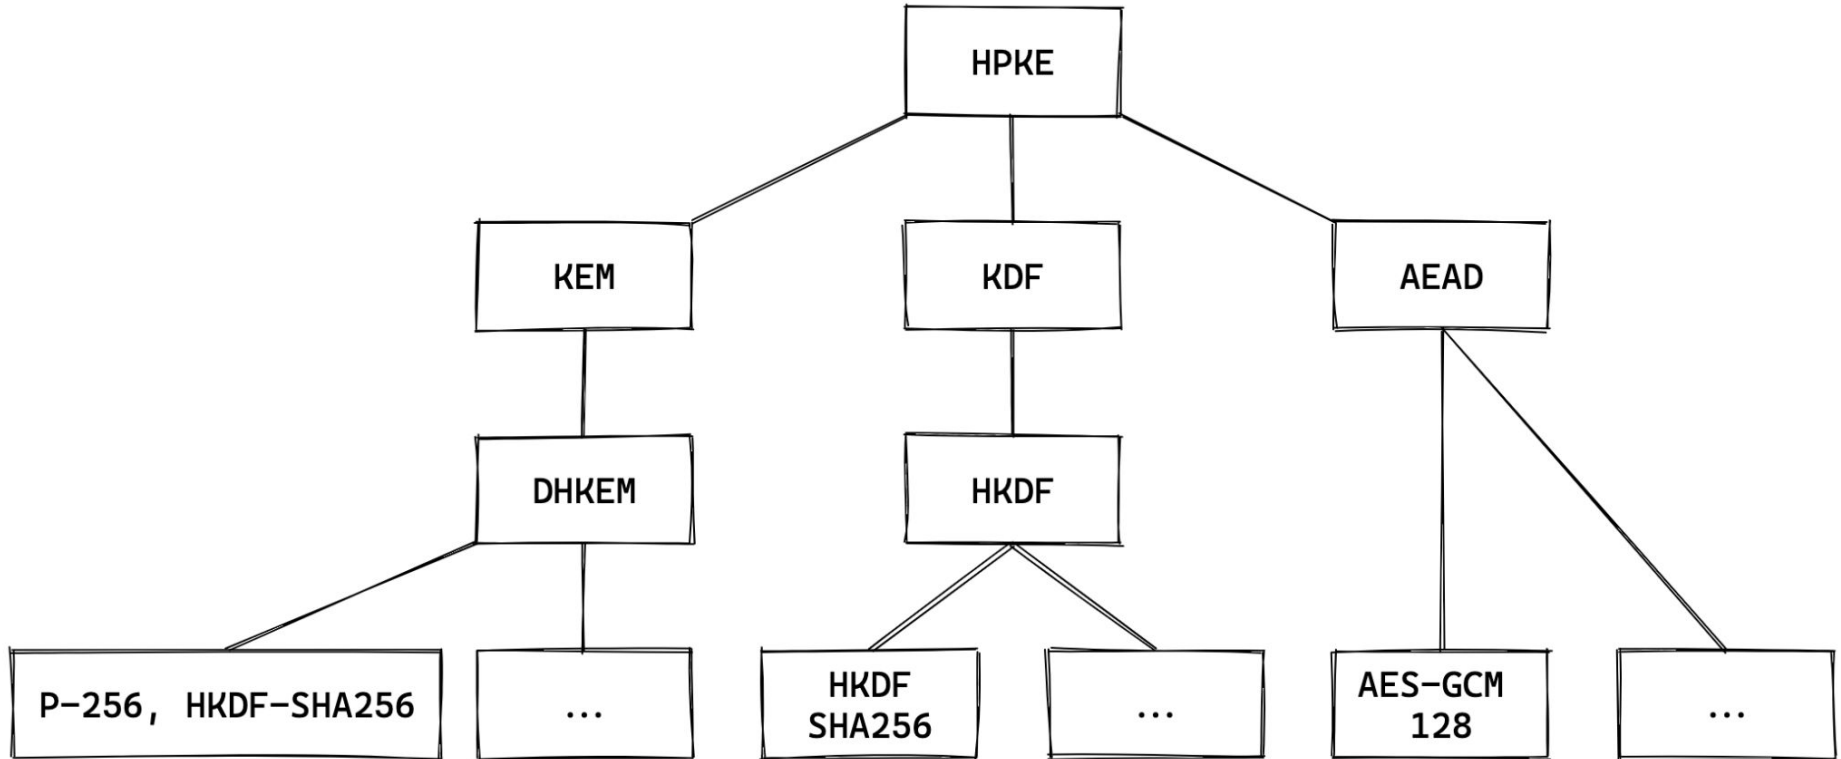 HPKE
KEM
KDF
AEAD
DHKEM
HKDF
P-256, HKDF-SHA256
...
HKDF
SHA256
...
AES-GCM
128
...